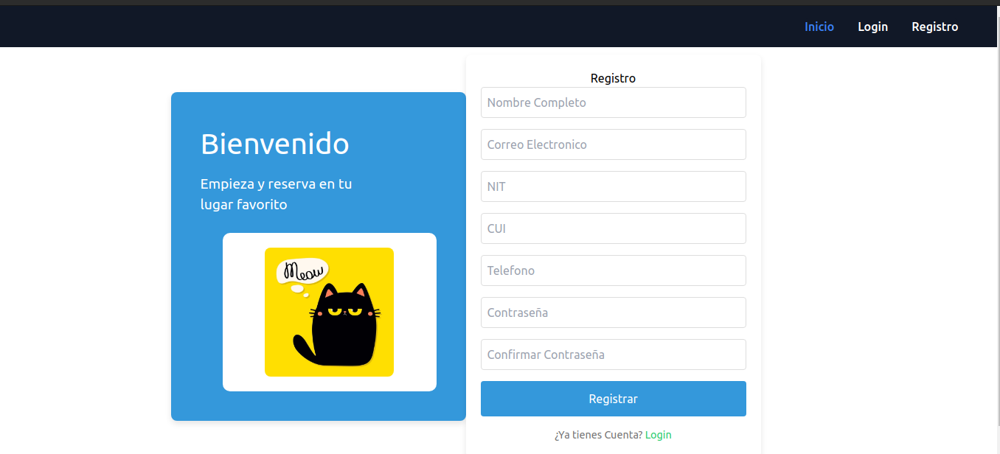 Inicio Login Registro
Bienvenido
Empieza y reserva en tu
lugar favorito
Meow
Registro
Nombre Completo
Correo Electronico
NIT
CUI
Telefono
Contraseña
Confirmar Contraseña
Registrar
¿Ya tienes Cuenta? Login